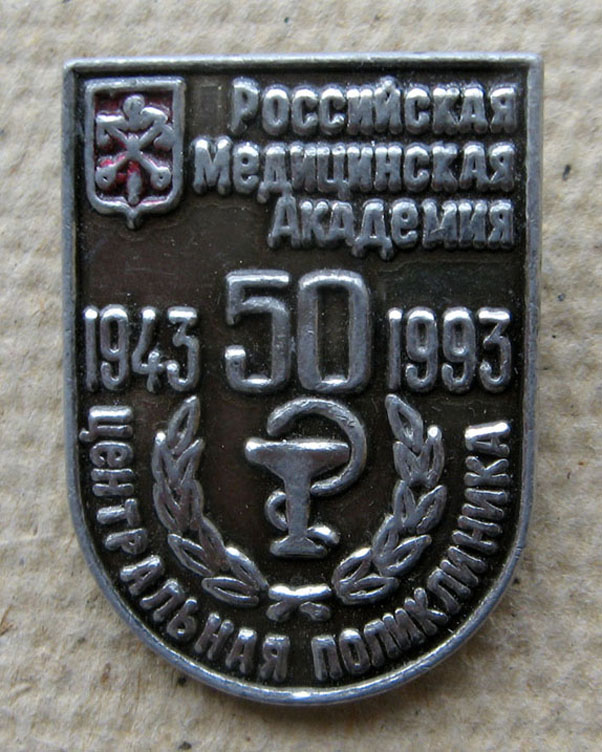 Российская
Медицинская
Академия
1943 50 1993
Центральная поликлиника